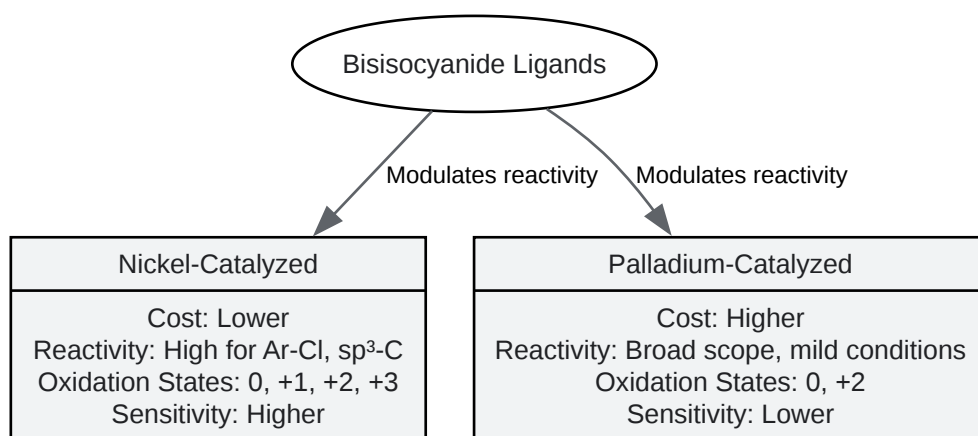 Bisisocyanide Ligands
Modulates reactivity
Modulates reactivity
Nickel-Catalyzed
Cost: Lower
Reactivity: High for Ar-Cl, sp³-C
Oxidation States: 0, +1, +2, +3
Sensitivity: Higher
Palladium-Catalyzed
Cost: Higher
Reactivity: Broad scope, mild conditions
Oxidation States: 0, +2
Sensitivity: Lower